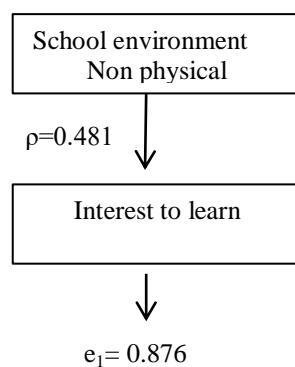 School environment
Non physical
ρ=0.481
Interest to learn
e₁= 0.876